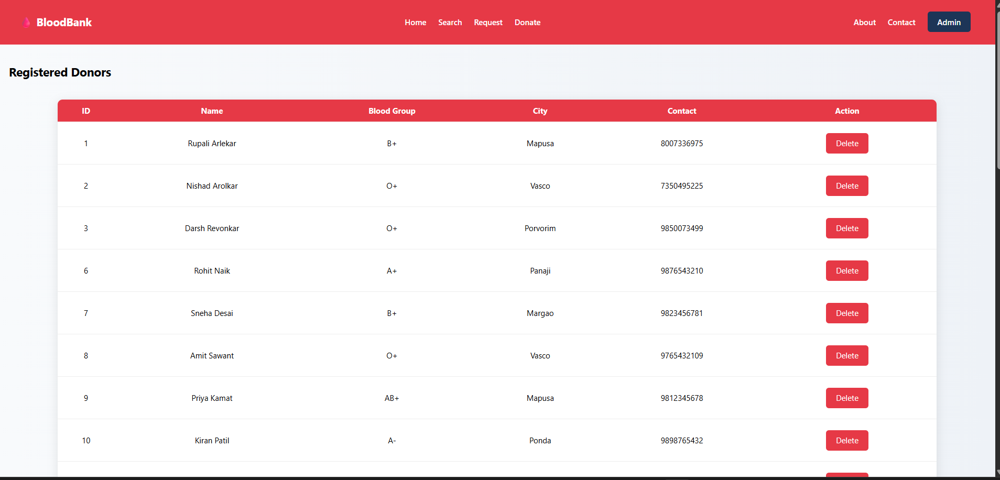 BloodBank Home Search Request Donate About Contact Admin
Registered Donors
ID Name Blood Group City Contact Action
1 Rupali Arlekar B+ Mapusa 8007336975 Delete
2 Nishad Arolkar O+ Vasco 7350495225 Delete
3 Darsh Revonkar O+ Porvorim 9850073499 Delete
6 Rohit Naik A+ Panaji 9876543210 Delete
7 Sneha Desai B+ Margao 9823456781 Delete
8 Amit Sawant O+ Vasco 9765432109 Delete
9 Priya Kamat AB+ Mapusa 9812345678 Delete
10 Kiran Patil A- Ponda 9898765432 Delete